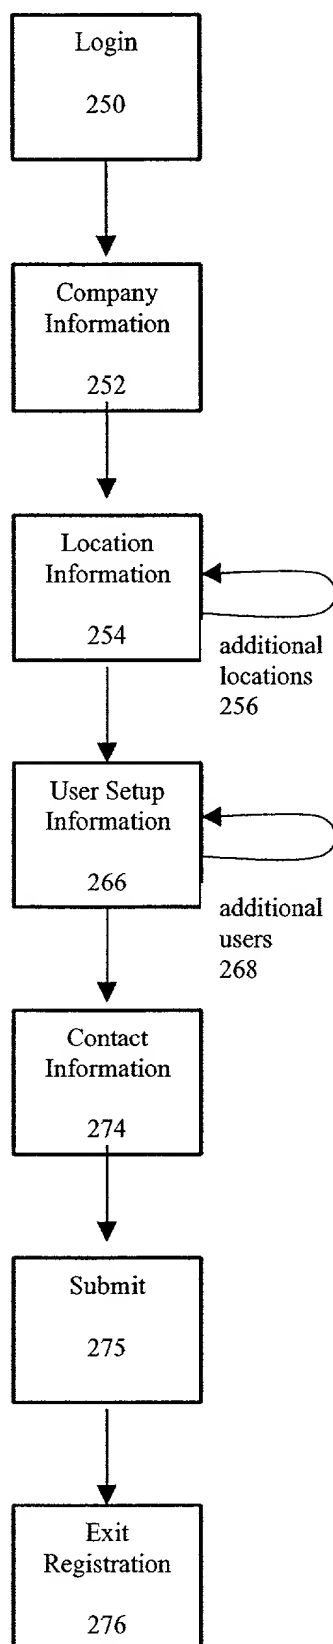 Login
250
Company
Information
252
Location
Information
254
additional
locations
256
User Setup
Information
266
additional
users
268
Contact
Information
274
Submit
275
Exit
Registration
276